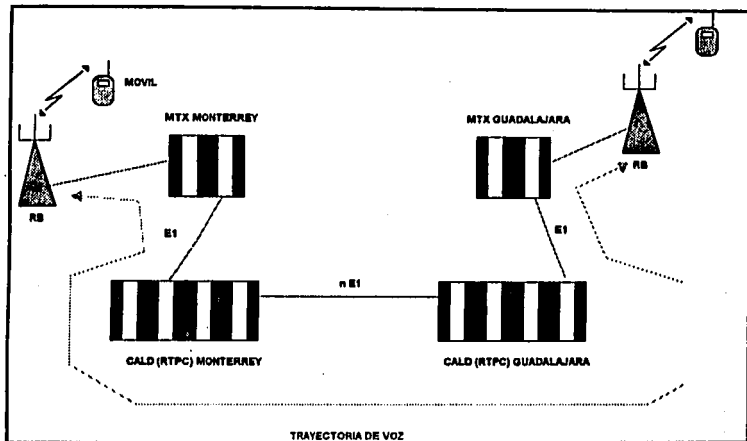 MOVIL
MTX MONTERREY
MTX GUADALAJARA
RB
RB
E1
E1
n E1
CALD (RTPC) MONTERREY
CALD (RTPC) GUADALAJARA
TRAYECTORIA DE VOZ